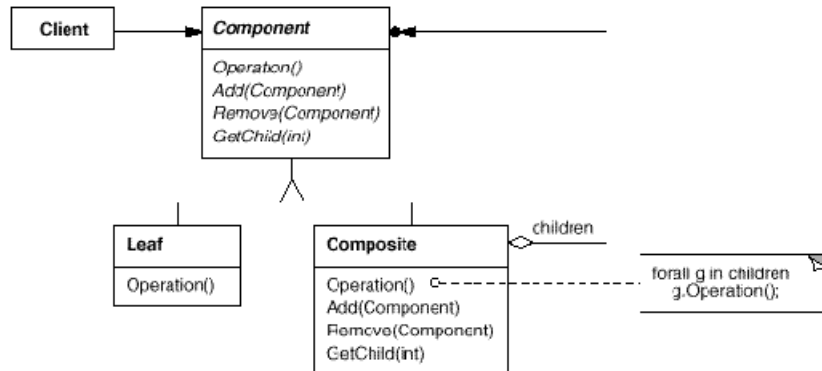 Client
Component
Operation()
Add(Component)
Remove(Component)
GetChild(int)
Leaf
Operation()
Composite
Operation()
Add(Component)
Remove(Component)
GetChild(int)
children
forall g in children
g.Operation();